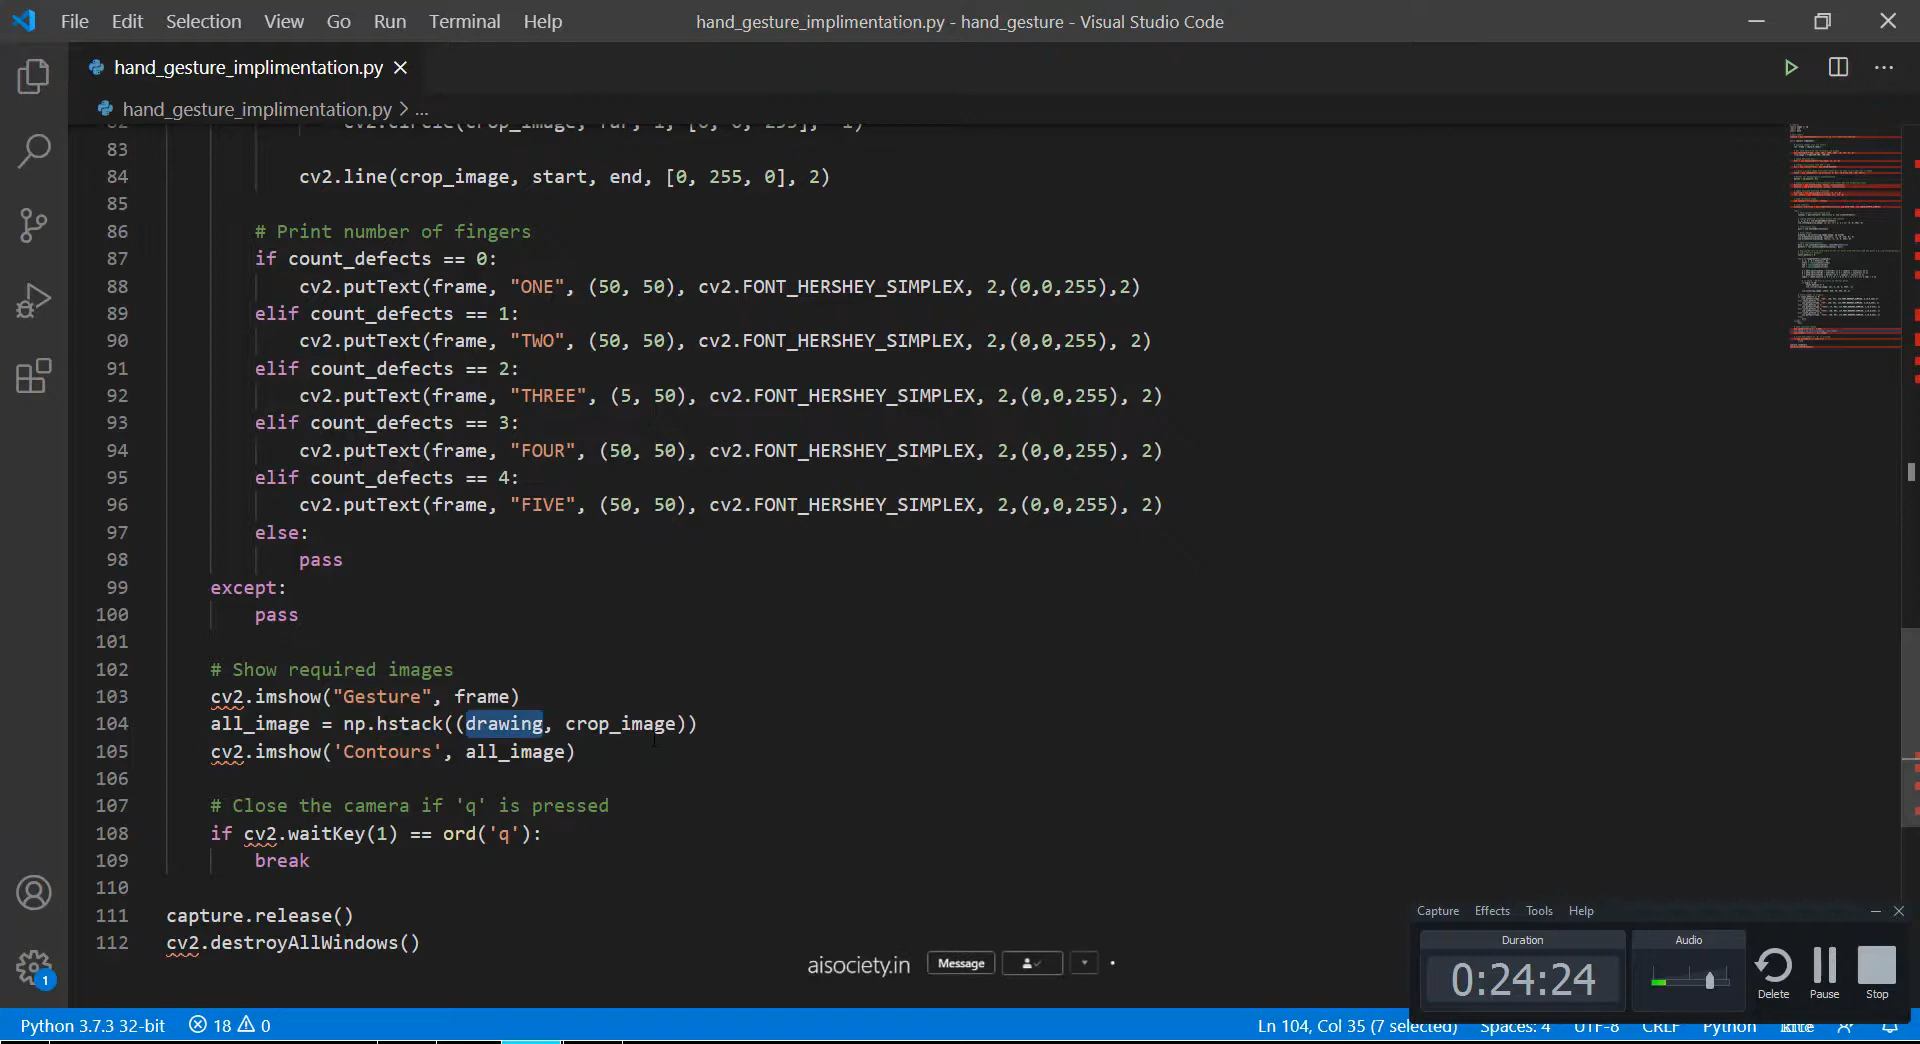 File Edit Selection View Go Run Terminal Help hand_gesture_implimentation.py - hand_gesture - Visual Studio Code
hand_gesture_implimentation.py
hand_gesture_implimentation.py > ...
83
84 cv2.line(crop_image, start, end, [0, 255, 0], 2)
85
86 # Print number of fingers
87 if count_defects == 0:
88 cv2.putText(frame, "ONE", (50, 50), cv2.FONT_HERSHEY_SIMPLEX, 2,(0,0,255),2)
89 elif count_defects == 1:
90 cv2.putText(frame, "TWO", (50, 50), cv2.FONT_HERSHEY_SIMPLEX, 2,(0,0,255), 2)
91 elif count_defects == 2:
92 cv2.putText(frame, "THREE", (5, 50), cv2.FONT_HERSHEY_SIMPLEX, 2,(0,0,255), 2)
93 elif count_defects == 3:
94 cv2.putText(frame, "FOUR", (50, 50), cv2.FONT_HERSHEY_SIMPLEX, 2,(0,0,255), 2)
95 elif count_defects == 4:
96 cv2.putText(frame, "FIVE", (50, 50), cv2.FONT_HERSHEY_SIMPLEX, 2,(0,0,255), 2)
97 else:
98 pass
99 except:
100 pass
101
102 # Show required images
103 cv2.imshow("Gesture", frame)
104 all_image = np.hstack((drawing, crop_image))
105 cv2.imshow('Contours', all_image)
106
107 # Close the camera if 'q' is pressed
108 if cv2.waitKey(1) == ord('q'):
109 break
110
111 capture.release()
112 cv2.destroyAllWindows()
aisociety.in Message
Capture Effects Tools Help
Duration Audio
0:24:24
Delete Pause Stop
1
Python 3.7.3 32-bit 18 0 Ln 104, Col 35 (7 selected) Spaces: 4 UTF-8 CRLF Python